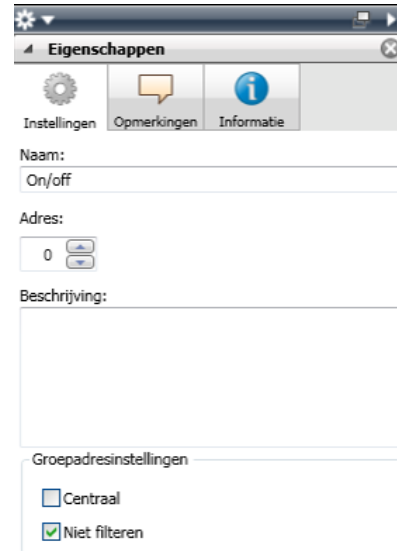 Eigenschappen
Instellingen Opmerkingen Informatie
Naam:
On/off
Adres:
0
Beschrijving:
Groepadresinstellingen
Centraal
Niet filteren